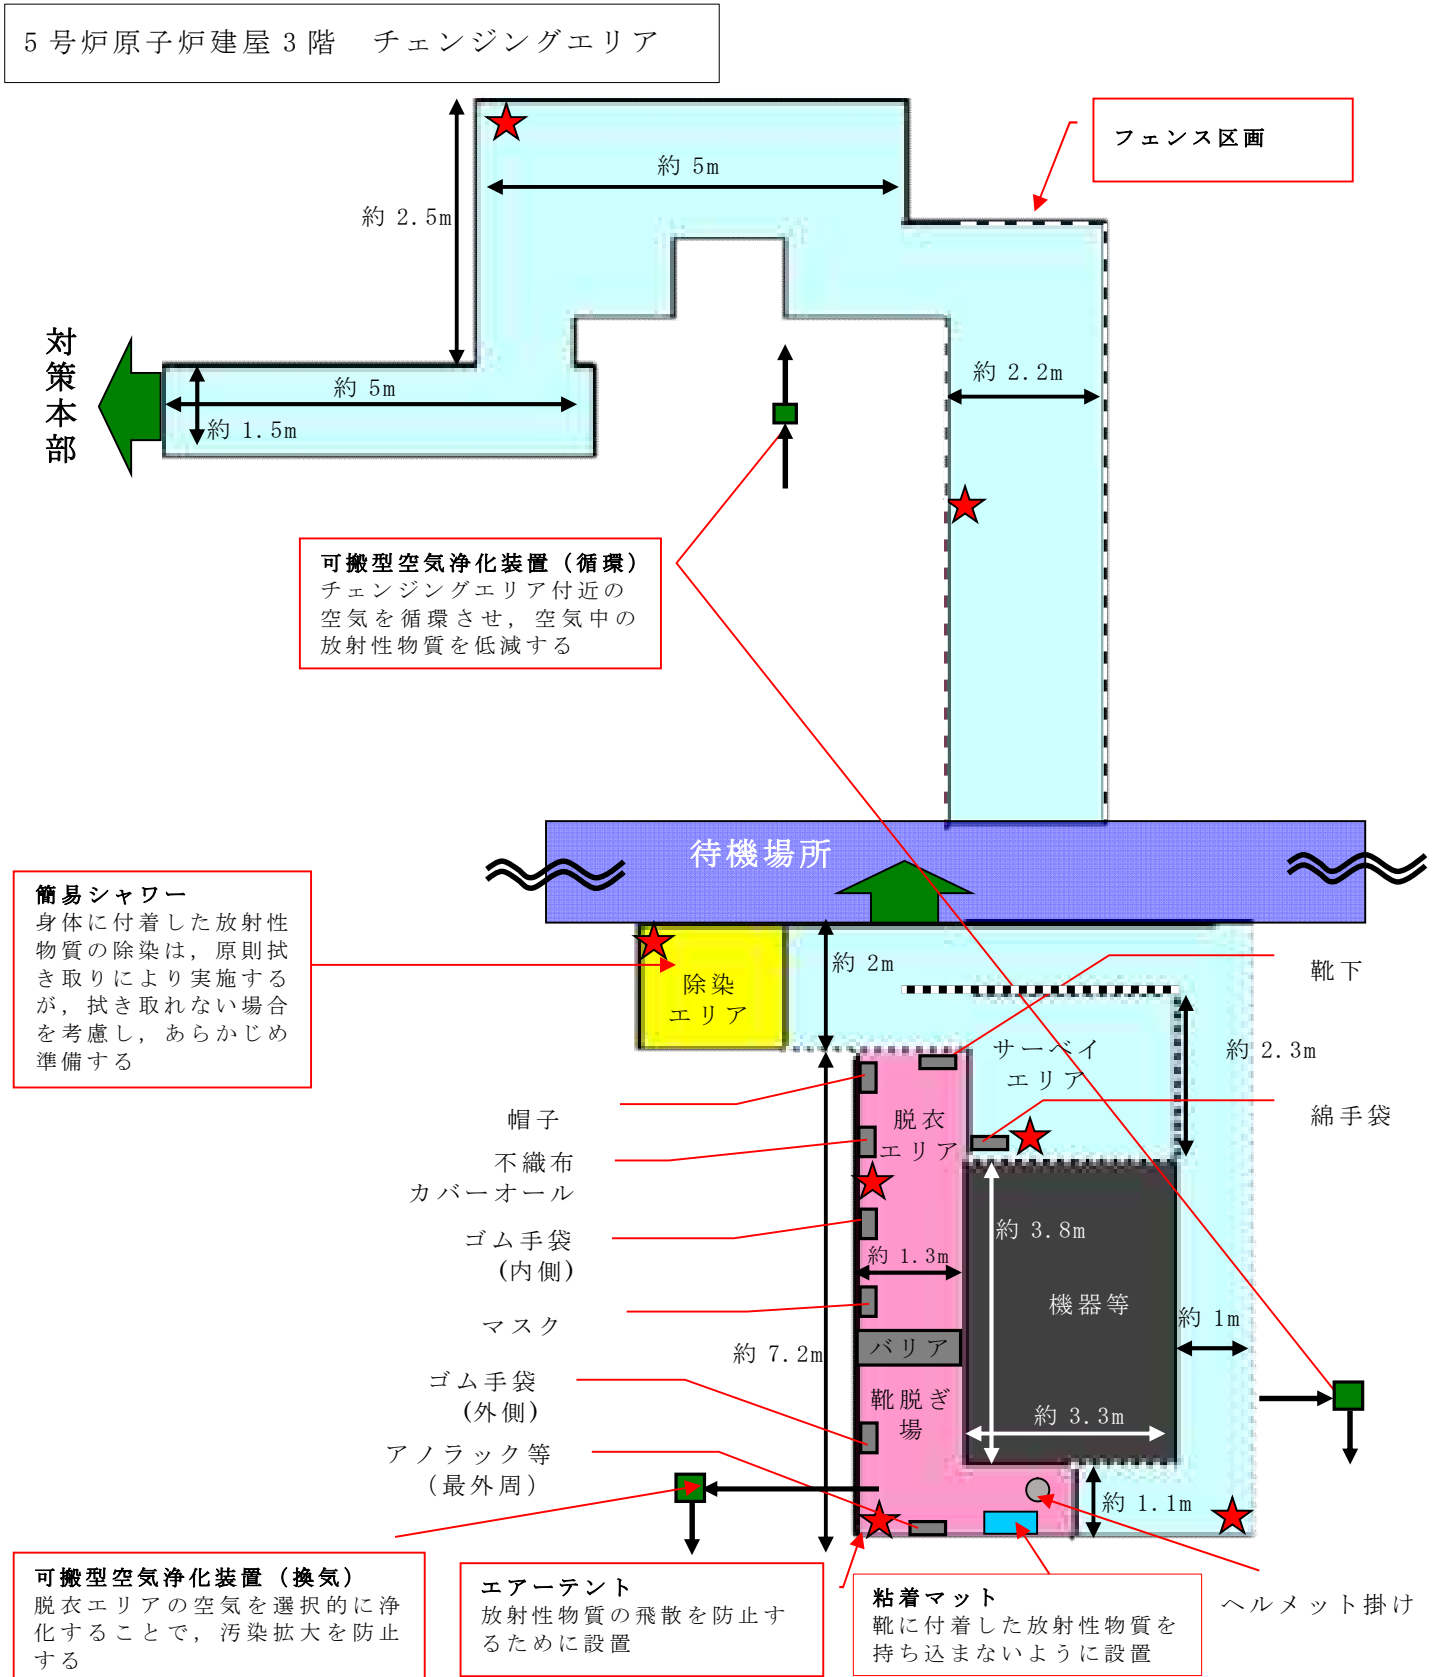 5号炉原子炉建屋3階　チェンジングエリア
フェンス区画
約 5m
約 2.5m
対策本部
約 5m
約 1.5m
約 2.2m
可搬型空気浄化装置（循環）
チェンジングエリア付近の
空気を循環させ，空気中の
放射性物質を低減する
待機場所
簡易シャワー
身体に付着した放射性
物質の除染は，原則拭
き取りにより実施する
が，拭き取れない場合
を考慮し，あらかじめ
準備する
除染
エリア
約 2m
靴下
サーベイ
エリア
約 2.3m
綿手袋
帽子
脱衣
エリア
不織布
カバーオール
ゴム手袋
(内側)
約 3.8m
約 1.3m
機器等
マスク
バリア
約 1m
約 7.2m
ゴム手袋
(外側)
靴脱ぎ
場
約 3.3m
アノラック等
（最外周）
約 1.1m
可搬型空気浄化装置（換気）
脱衣エリアの空気を選択的に浄
化することで，汚染拡大を防止
する
エアーテント
放射性物質の飛散を防止す
るために設置
粘着マット
靴に付着した放射性物質を
持ち込まないように設置
ヘルメット掛け